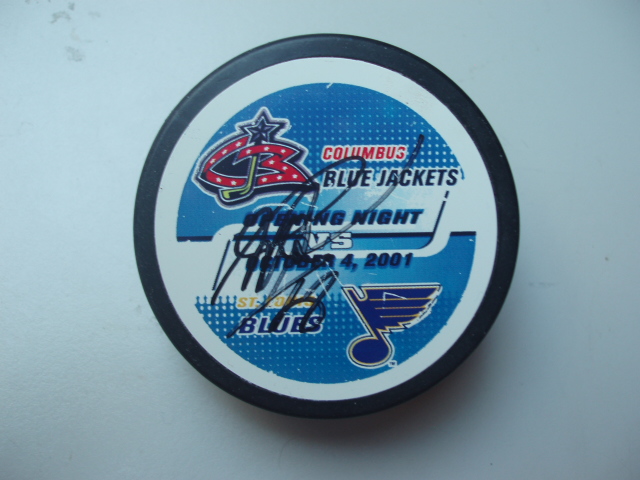 COLUMBUS
BLUE JACKETS
OPENING NIGHT
VS
OCTOBER 4, 2001
ST. LOUIS
BLUES